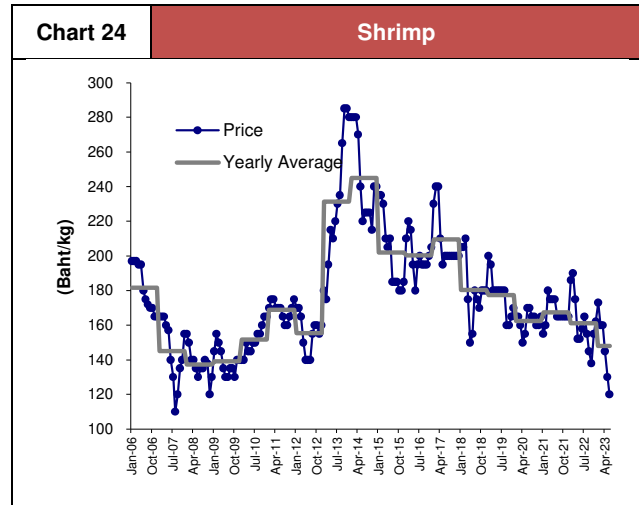 Chart 24
Shrimp
300
280
260
240
220
200
180
160
140
120
100
(Baht/kg)
Price
Yearly Average
Jan-06
Oct-06
Jul-07
Apr-08
Jan-09
Oct-09
Jul-10
Apr-11
Jan-12
Oct-12
Jul-13
Apr-14
Jan-15
Oct-15
Jul-16
Apr-17
Jan-18
Oct-18
Jul-19
Apr-20
Jan-21
Oct-21
Jul-22
Apr-23